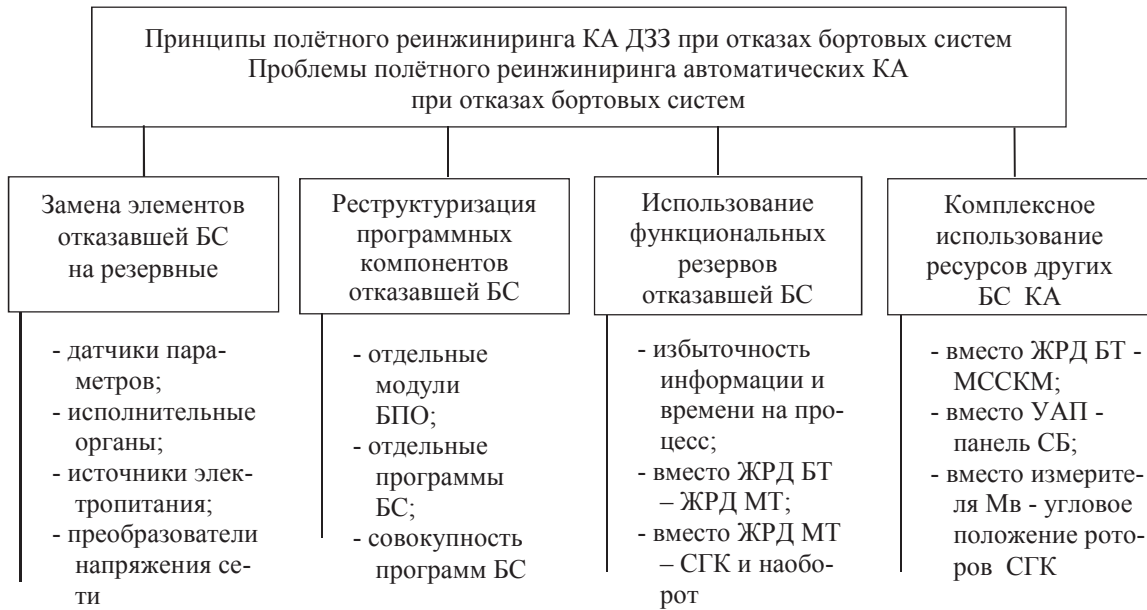 Принципы полётного реинжиниринга КА ДЗЗ при отказах бортовых систем
Проблемы полётного реинжиниринга автоматических КА
при отказах бортовых систем
Замена элементов
отказавшей БС
на резервные
- датчики пара-
метров;
- исполнительные
органы;
- источники элек-
тропитания;
- преобразователи
напряжения се-
ти
Реструктуризация
программных
компонентов
отказавшей БС
- отдельные
модули
БПО;
- отдельные
программы
БС;
- совокупность
программ БС
Использование
функциональных
резервов
отказавшей БС
- избыточность
информации и
времени на про-
цесс;
- вместо ЖРД БТ
– ЖРД МТ;
- вместо ЖРД МТ
– СГК и наобо-
рот
Комплексное
использование
ресурсов других
БС КА
- вместо ЖРД БТ -
МССКМ;
- вместо УАП -
панель СБ;
- вместо измерите-
ля Мв - угловое
положение рото-
ров СГК